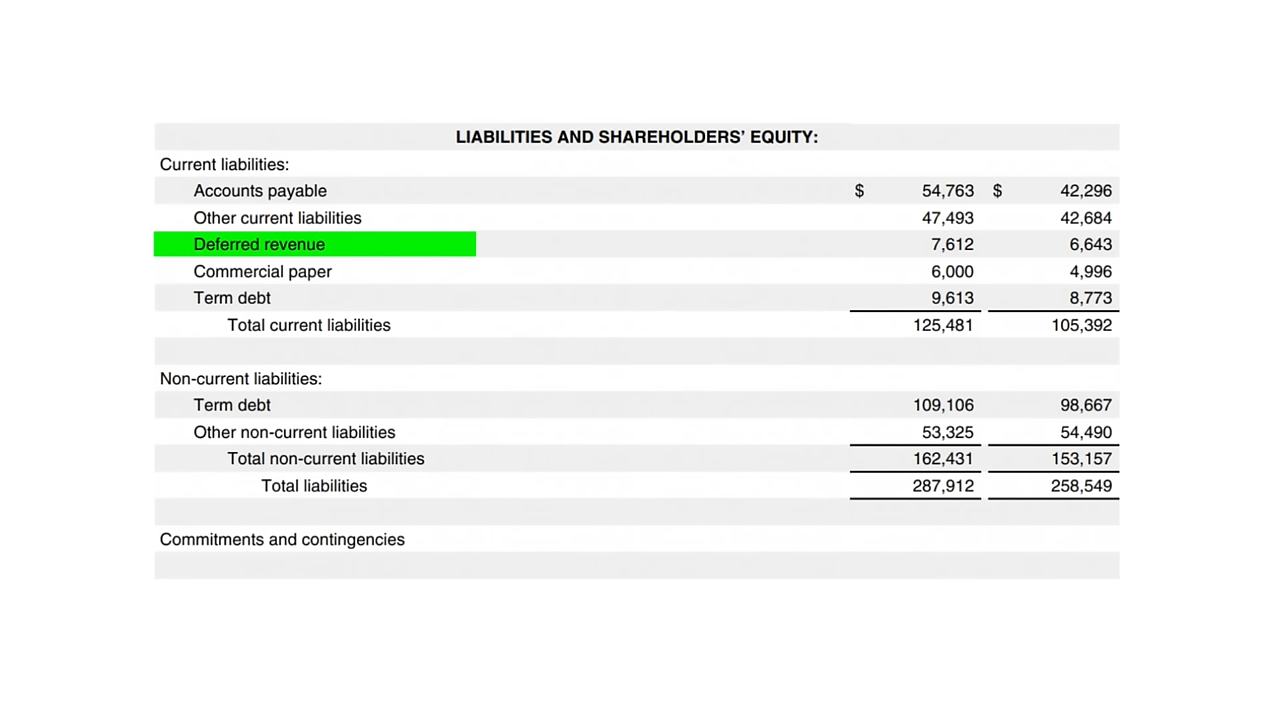 LIABILITIES AND SHAREHOLDERS’ EQUITY:
Current liabilities:
Accounts payable $ 54,763 $ 42,296
Other current liabilities 47,493 42,684
Deferred revenue 7,612 6,643
Commercial paper 6,000 4,996
Term debt 9,613 8,773
Total current liabilities 125,481 105,392
Non-current liabilities:
Term debt 109,106 98,667
Other non-current liabilities 53,325 54,490
Total non-current liabilities 162,431 153,157
Total liabilities 287,912 258,549
Commitments and contingencies